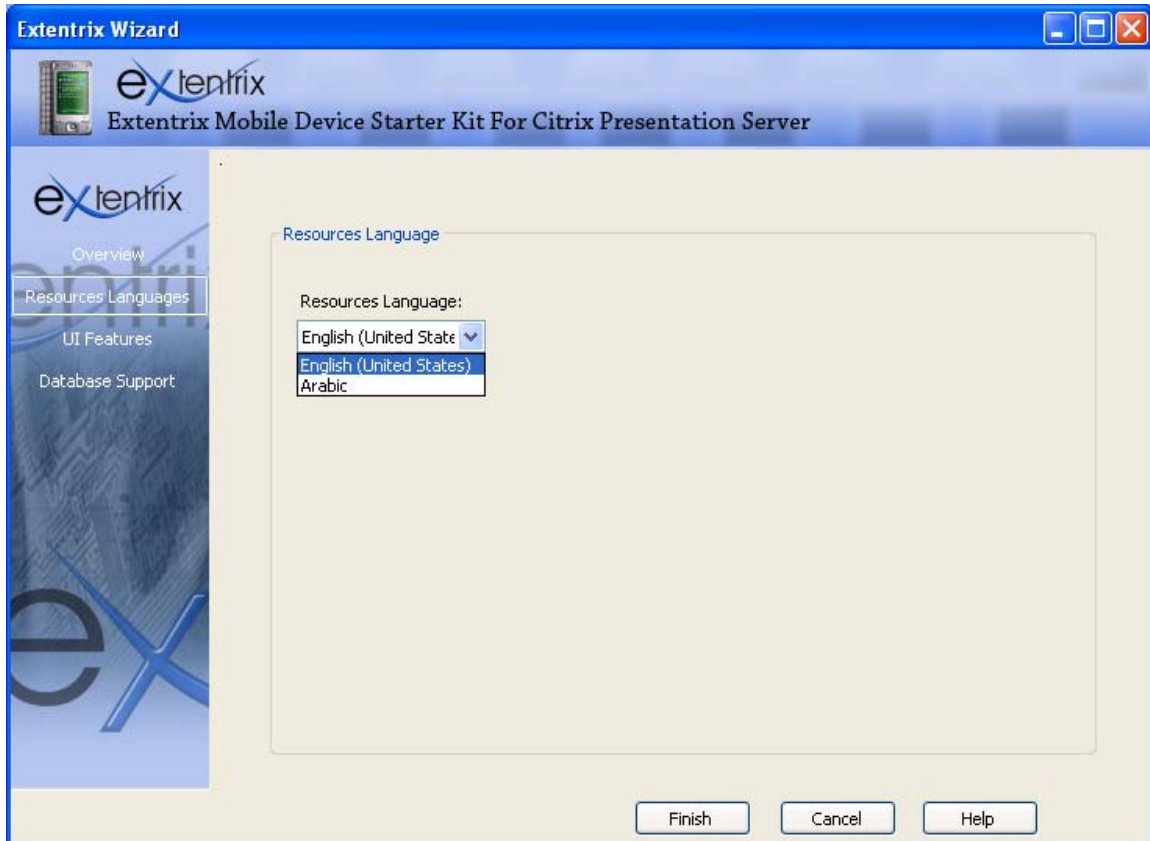 Extentrix Wizard
extentrix
Extentrix Mobile Device Starter Kit For Citrix Presentation Server
extentrix
Overview
Resources Languages
UI Features
Database Support
Resources Language
Resources Language:
English (United State
English (United States)
Arabic
Finish
Cancel
Help